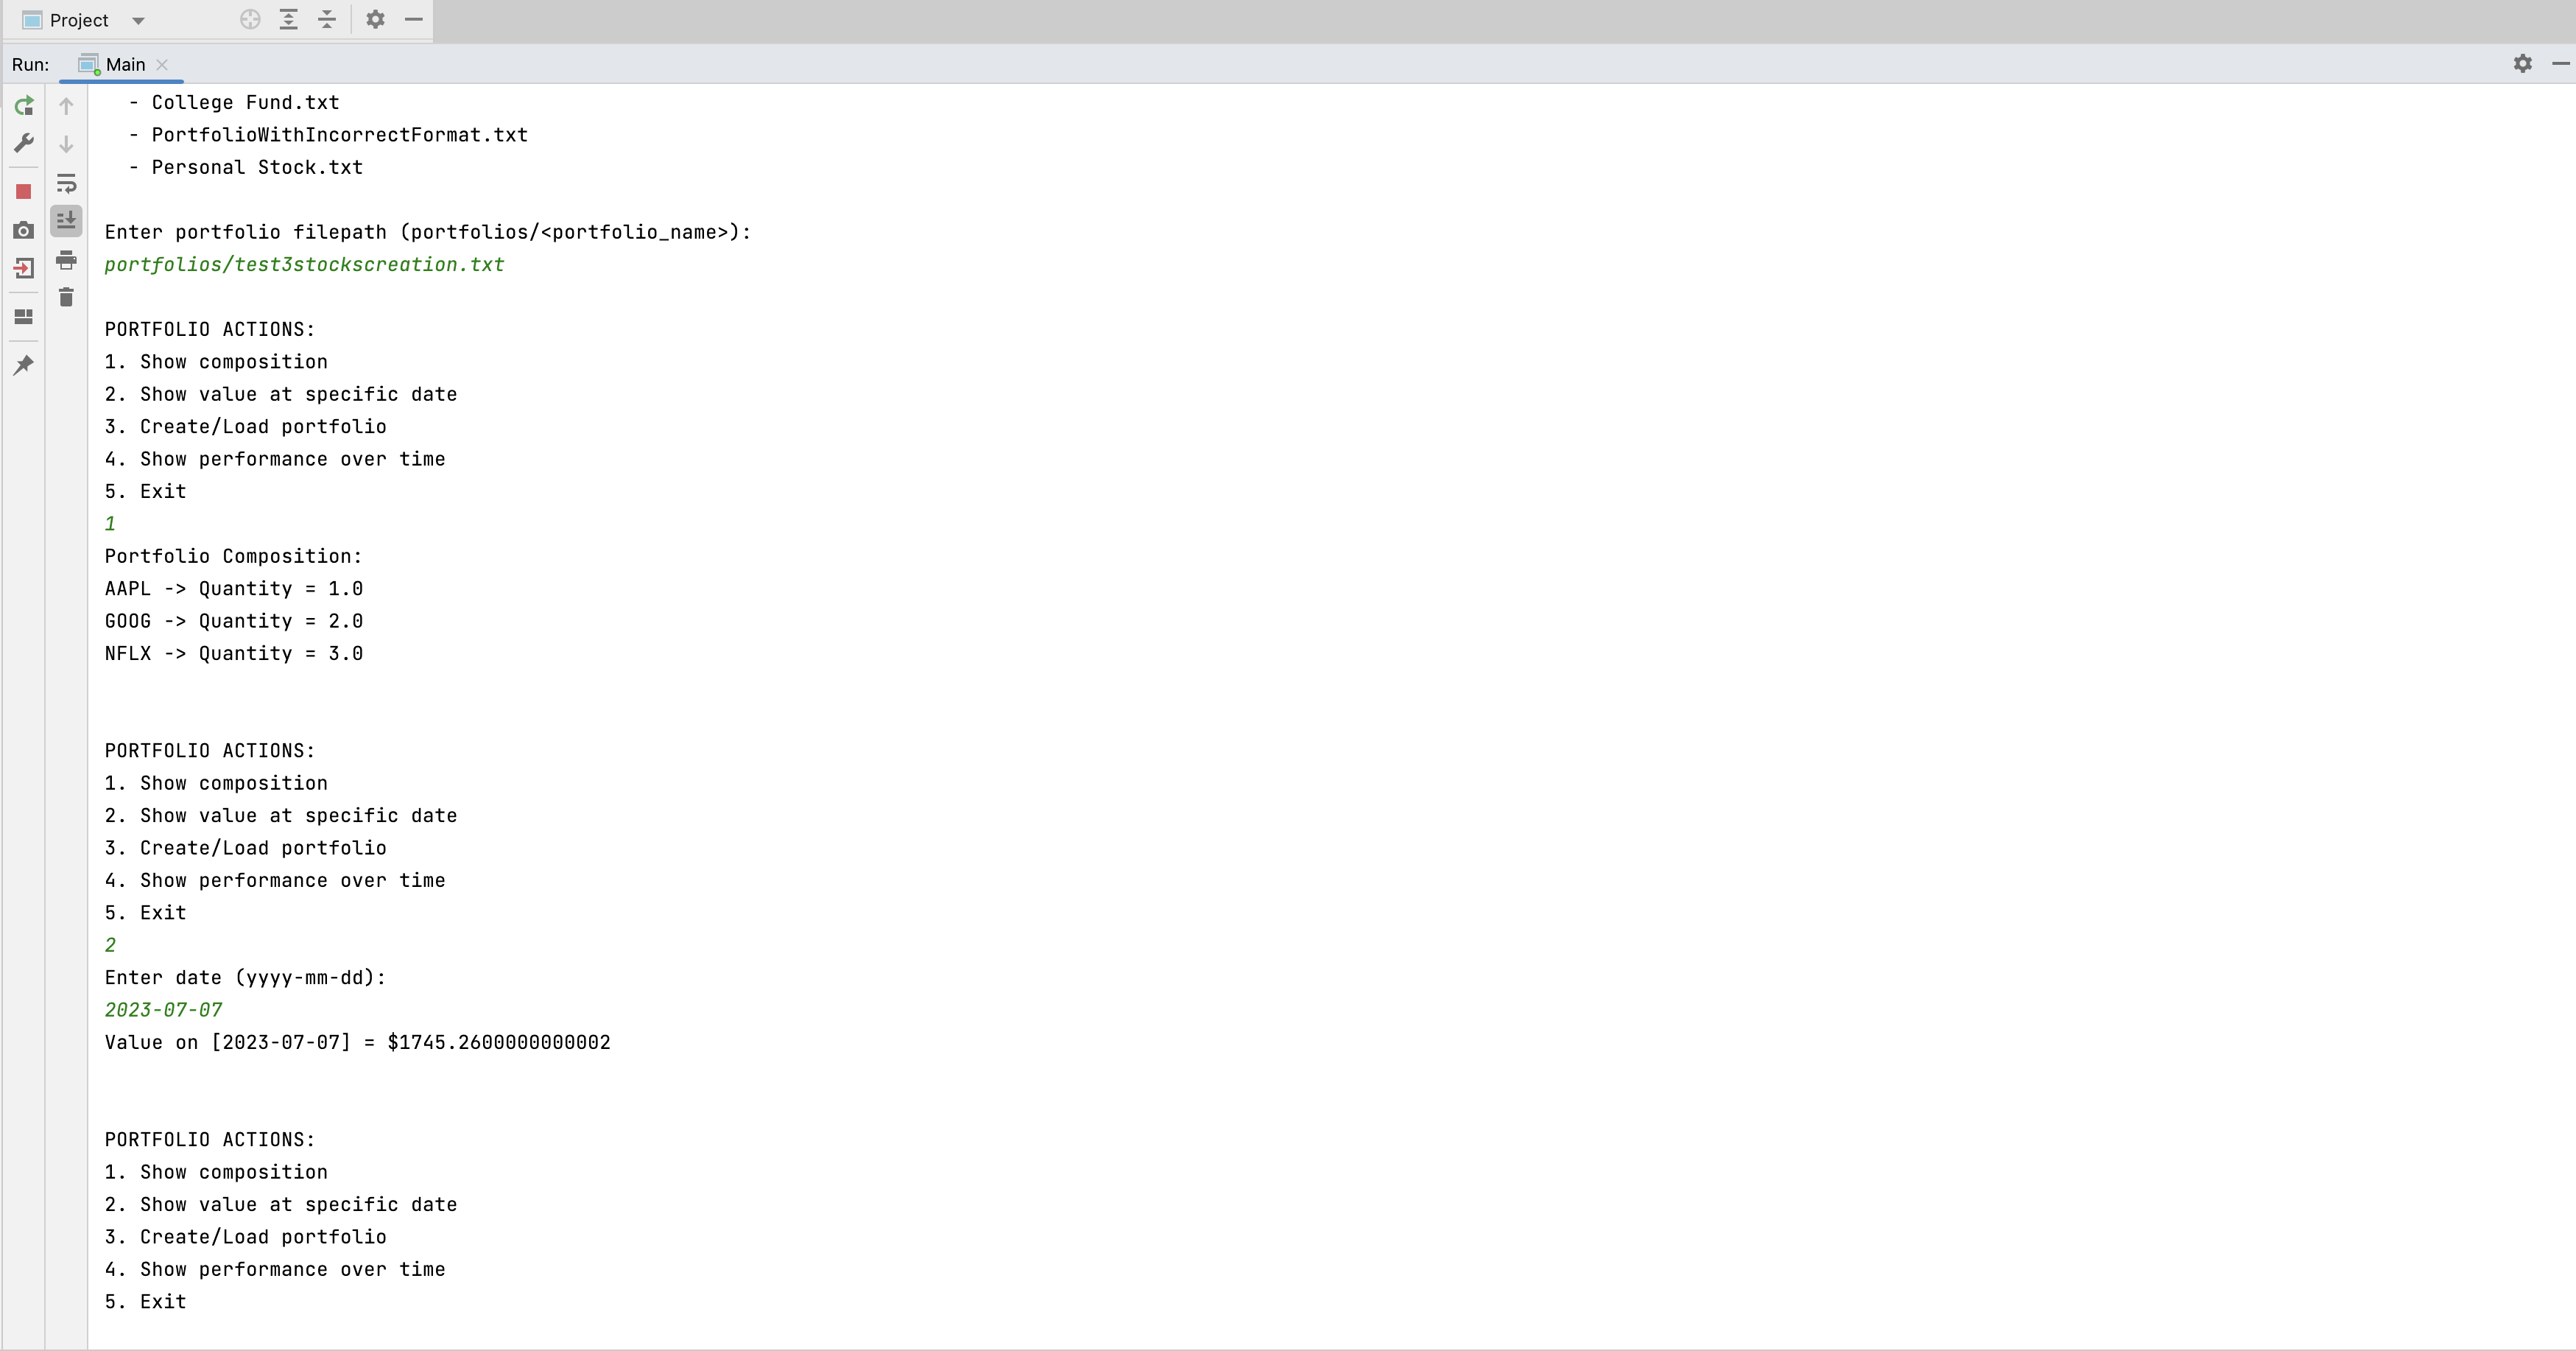 Project
Run: Main
- College Fund.txt
- PortfolioWithIncorrectFormat.txt
- Personal Stock.txt
Enter portfolio filepath (portfolios/<portfolio_name>):
portfolios/test3stockscreation.txt
PORTFOLIO ACTIONS:
1. Show composition
2. Show value at specific date
3. Create/Load portfolio
4. Show performance over time
5. Exit
1
Portfolio Composition:
AAPL -> Quantity = 1.0
GOOG -> Quantity = 2.0
NFLX -> Quantity = 3.0
PORTFOLIO ACTIONS:
1. Show composition
2. Show value at specific date
3. Create/Load portfolio
4. Show performance over time
5. Exit
2
Enter date (yyyy-mm-dd):
2023-07-07
Value on [2023-07-07] = $1745.2600000000002
PORTFOLIO ACTIONS:
1. Show composition
2. Show value at specific date
3. Create/Load portfolio
4. Show performance over time
5. Exit